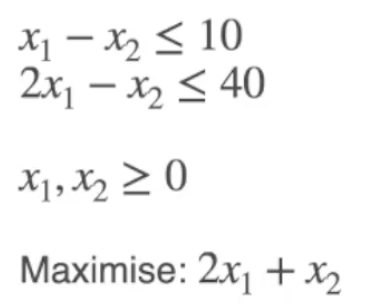 x₁ − x₂ ≤ 10
2x₁ − x₂ ≤ 40
x₁, x₂ ≥ 0
Maximise: 2x₁ + x₂